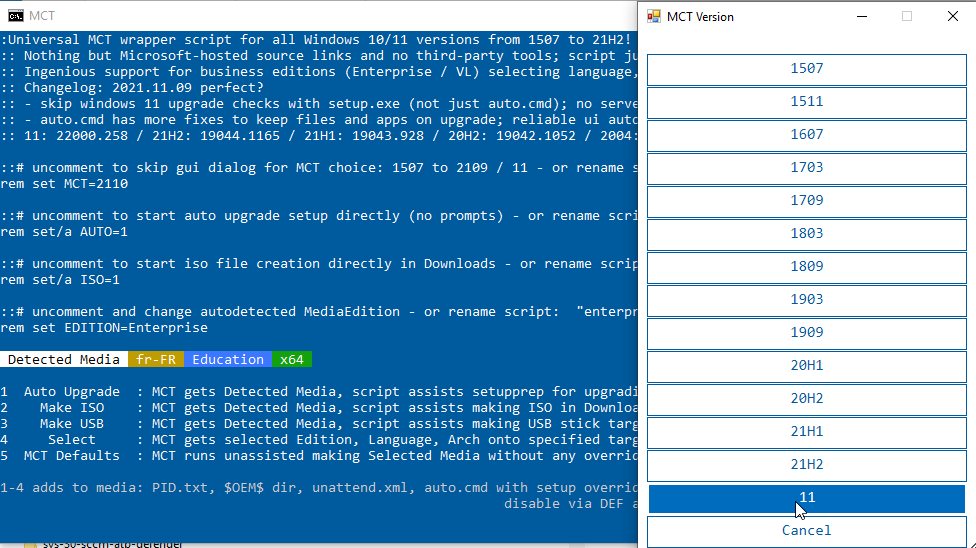 MCT
:Universal MCT wrapper script for all Windows 10/11 versions from 1507 to 21H2!
:: Nothing but Microsoft-hosted source links and no third-party tools; script ju
:: Ingenious support for business editions (Enterprise / VL) selecting language,
:: Changelog: 2021.11.09 perfect?
:: - skip windows 11 upgrade checks with setup.exe (not just auto.cmd); no serve
:: - auto.cmd has more fixes to keep files and apps on upgrade; reliable ui auto
:: 11: 22000.258 / 21H2: 19044.1165 / 21H1: 19043.928 / 20H2: 19042.1052 / 2004:
::# uncomment to skip gui dialog for MCT choice: 1507 to 2109 / 11 - or rename s
rem set MCT=2110
::# uncomment to start auto upgrade setup directly (no prompts) - or rename scri
rem set/a AUTO=1
::# uncomment to start iso file creation directly in Downloads - or rename scrip
rem set/a ISO=1
::# uncomment and change autodetected MediaEdition - or rename script:  "enterpr
rem set EDITION=Enterprise
Detected Media fr-FR Education x64
1 Auto Upgrade : MCT gets Detected Media, script assists setupprep for upgradi
2 Make ISO : MCT gets Detected Media, script assists making ISO in Downloa
3 Make USB : MCT gets Detected Media, script assists making USB stick targ
4 Select : MCT gets selected Edition, Language, Arch onto specified targ
5 MCT Defaults : MCT runs unassisted making Selected Media without any overrid
1-4 adds to media: PID.txt, $OEM$ dir, unattend.xml, auto.cmd with setup overrid
disable via DEF a
MCT Version
1507
1511
1607
1703
1709
1803
1809
1903
1909
20H1
20H2
21H1
21H2
11
Cancel